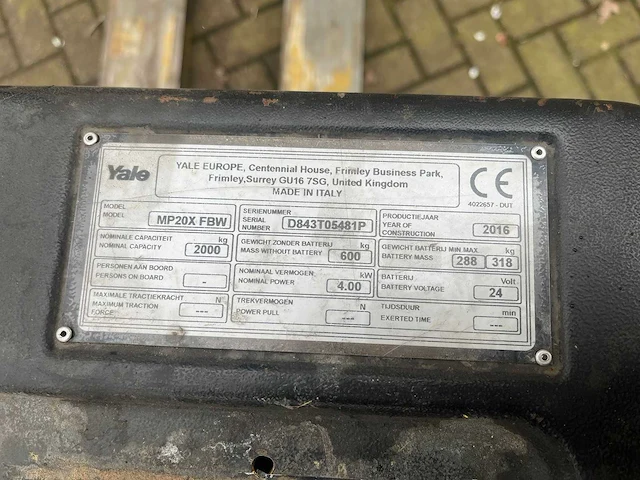 Yale
YALE EUROPE, Centennial House, Frimley Business Park,
Frimley,Surrey GU16 7SG, United Kingdom
MADE IN ITALY
CE
4022657 - DUT
MODEL
MODEL
MP20X FBW
SERIENUMMER
SERIAL
NUMBER
D843T05481P
PRODUCTIEJAAR
YEAR OF
CONSTRUCTION
2016
NOMINALE CAPACITEIT kg
NOMINAL CAPACITY 2000
GEWICHT ZONDER BATTERIJ kg
MASS WITHOUT BATTERY 600
GEWICHT BATTERIJ MIN MAX kg
BATTERY MASS 288 318
PERSONEN AAN BOORD
PERSONS ON BOARD -
NOMINAAL VERMOGEN kW
NOMINAL POWER 4.00
BATTERIJ Volt
BATTERY VOLTAGE 24
MAXIMALE TRACTIEKRACHT N
MAXIMUM TRACTION
FORCE ---
TREKVERMOGEN N
POWER PULL ---
TIJDSDUUR min
EXERTED TIME ---